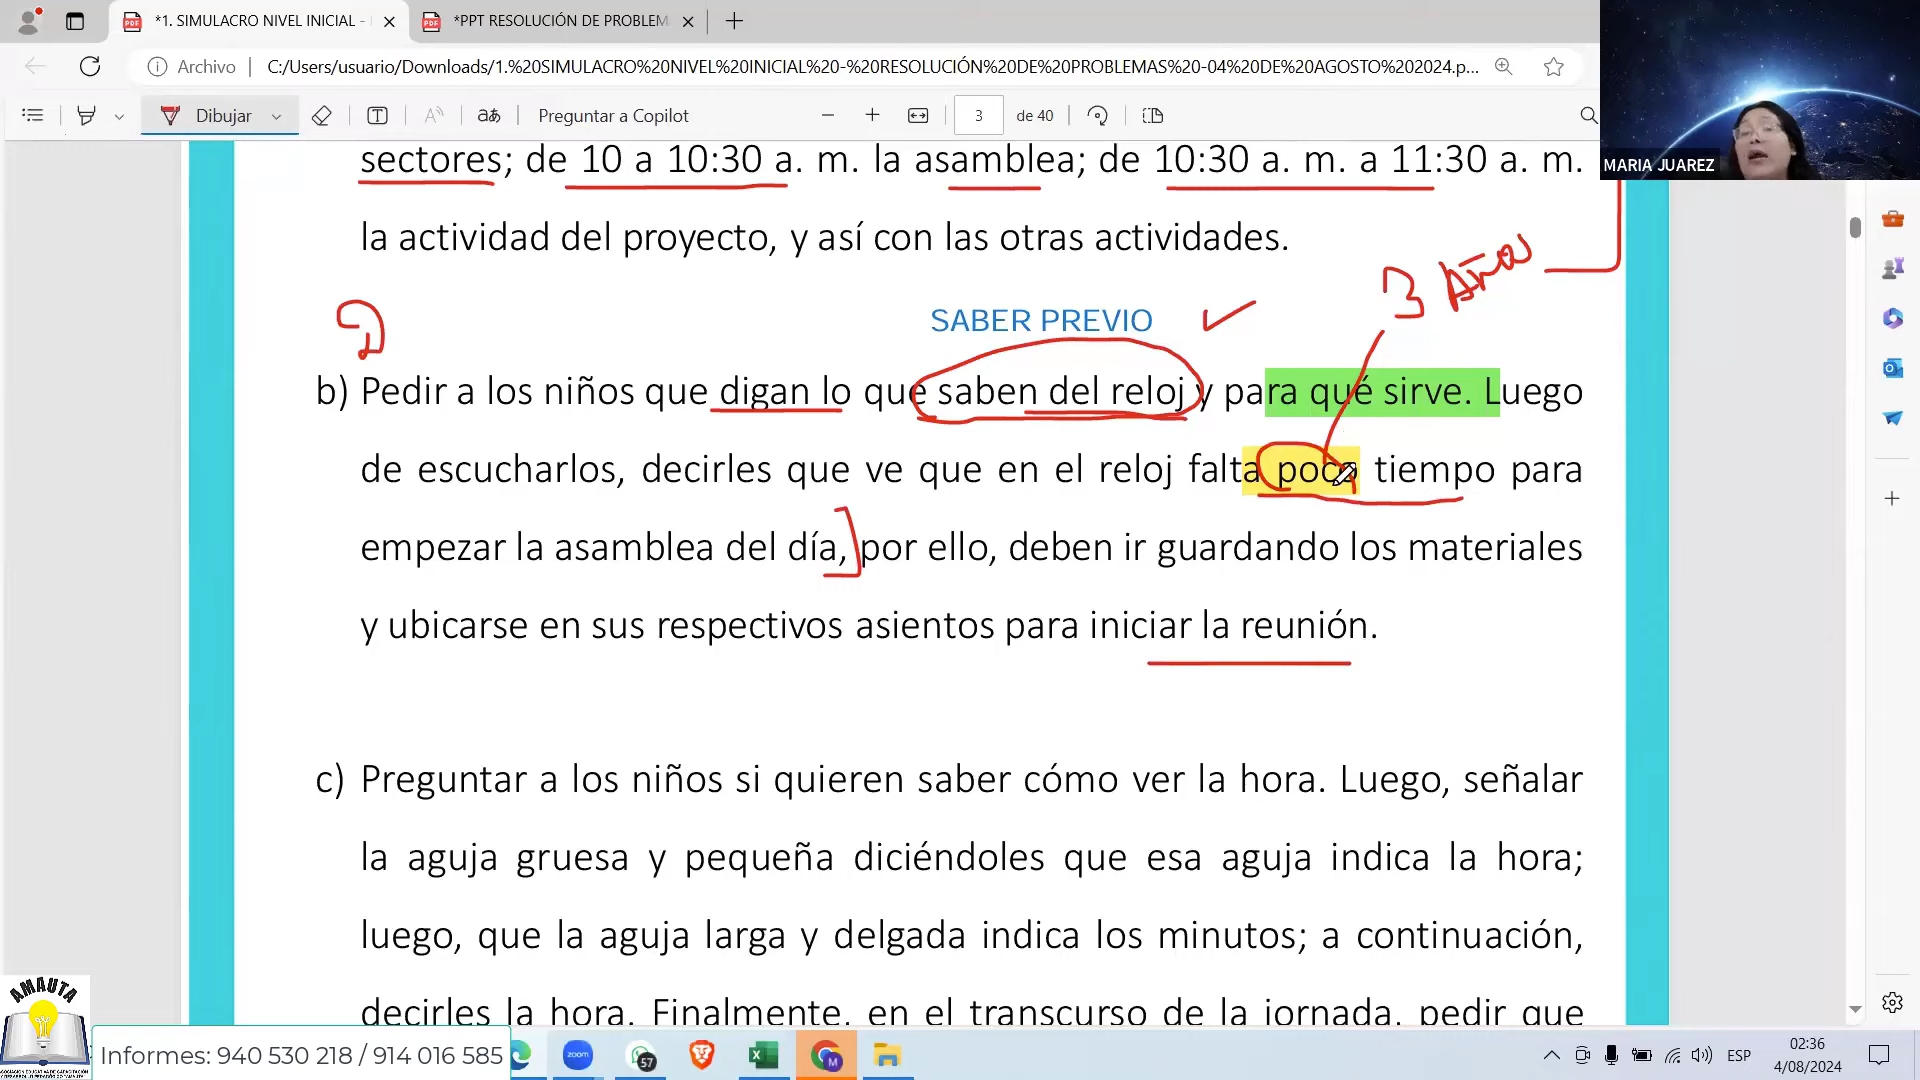 *1. SIMULACRO NIVEL INICIAL -
*PPT RESOLUCIÓN DE PROBLEM
Archivo
C:/Users/usuario/Downloads/1.%20SIMULACRO%20NIVEL%20INICIAL%20-%20RESOLUCIÓN%20DE%20PROBLEMAS%20-04%20DE%20AGOSTO%202024.p...
Dibujar
Preguntar a Copilot
3
de 40
MARIA JUAREZ
sectores; de 10 a 10:30 a. m. la asamblea; de 10:30 a. m. a 11:30 a. m.
la actividad del proyecto, y así con las otras actividades.
3 Años
SABER PREVIO
b) Pedir a los niños que digan lo que saben del reloj y para qué sirve. Luego
de escucharlos, decirles que ve que en el reloj falta poco tiempo para
empezar la asamblea del día, por ello, deben ir guardando los materiales
y ubicarse en sus respectivos asientos para iniciar la reunión.
c) Preguntar a los niños si quieren saber cómo ver la hora. Luego, señalar
la aguja gruesa y pequeña diciéndoles que esa aguja indica la hora;
luego, que la aguja larga y delgada indica los minutos; a continuación,
decirles la hora. Finalmente, en el transcurso de la jornada, pedir que
AMAUTA
Informes: 940 530 218 / 914 016 585
zoom
57
M
ESP
02:36
4/08/2024